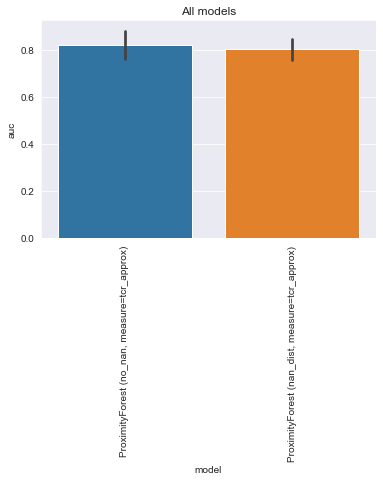 All models
auc
0.8
0.6
0.4
0.2
0.0
ProximityForest (no_nan, measure=tcr_approx)
ProximityForest (nan_dist, measure=tcr_approx)
model